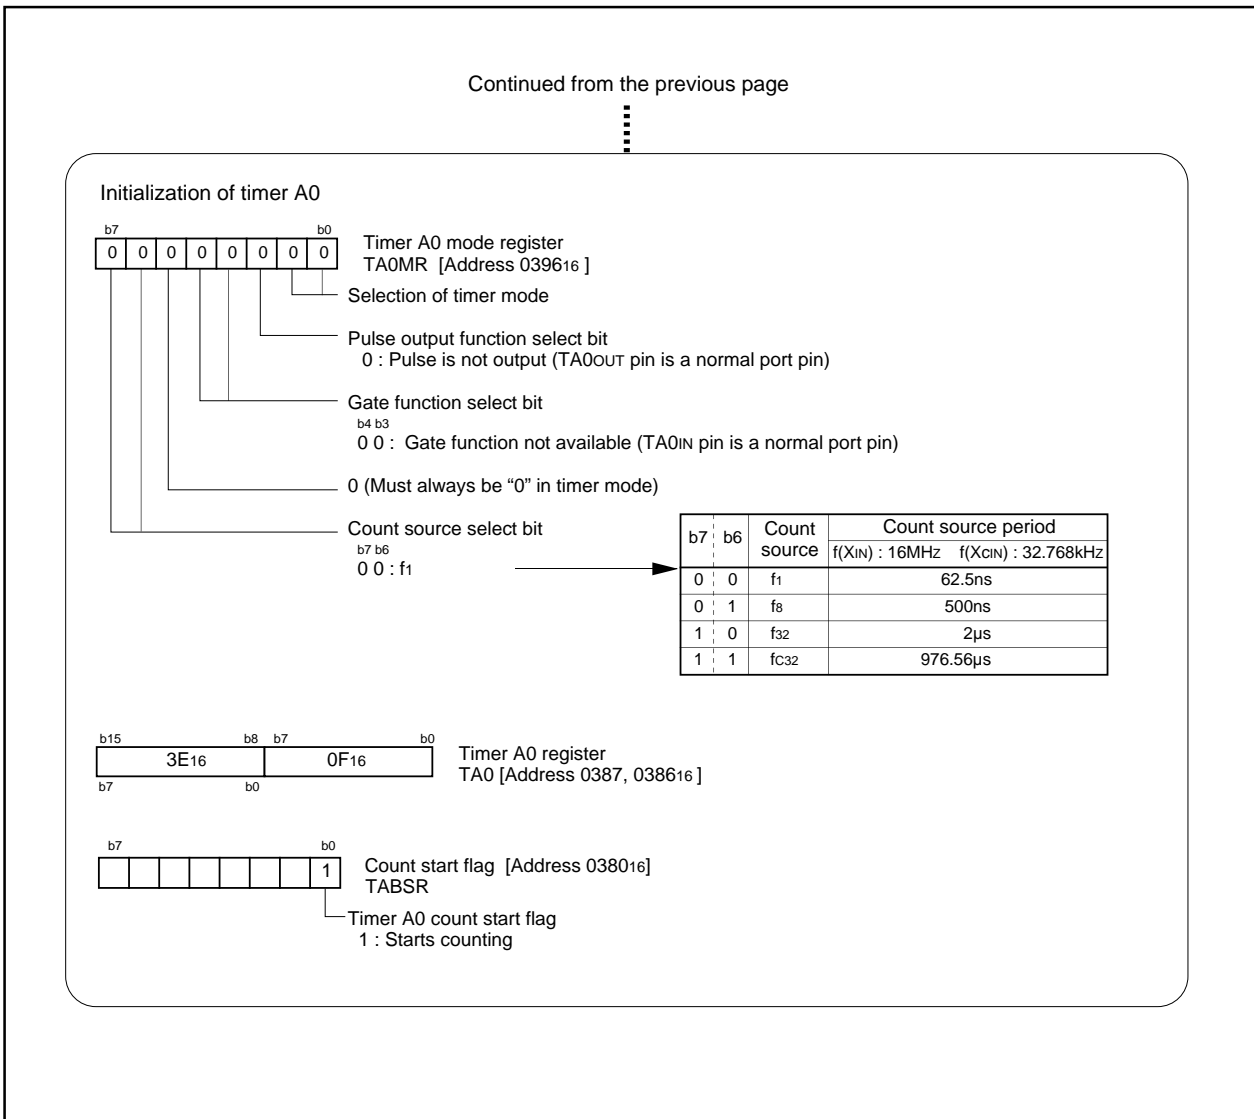 Continued from the previous page
Initialization of timer A0
b7 b0
0 0 0 0 0 0 0 0
Timer A0 mode register
TA0MR [Address 039616 ]
Selection of timer mode
Pulse output function select bit
0 : Pulse is not output (TA0OUT pin is a normal port pin)
Gate function select bit
b4 b3
0 0 : Gate function not available (TA0IN pin is a normal port pin)
0 (Must always be “0” in timer mode)
Count source select bit
b7 b6
0 0 : f1
b7 b6 Count source Count source period
f(XIN) : 16MHZ f(XCIN) : 32.768kHZ
0 0 f1 62.5ns
0 1 f8 500ns
1 0 f32 2µs
1 1 fC32 976.56µs
b15 b8 b7 b0
3E16 0F16
b7 b0
Timer A0 register
TA0 [Address 0387, 038616 ]
b7 b0
1
Count start flag [Address 038016]
TABSR
Timer A0 count start flag
1 : Starts counting